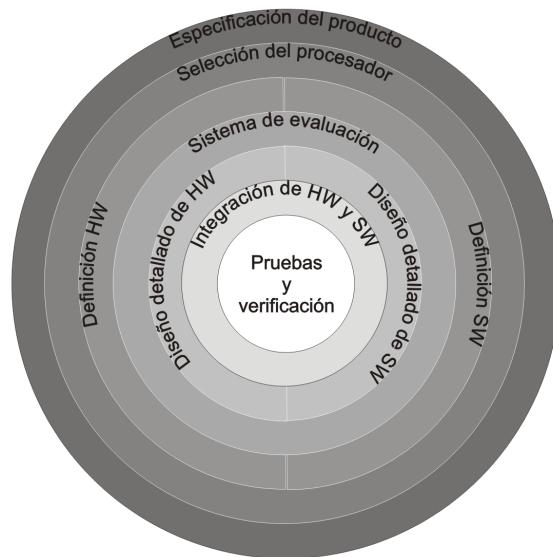 Especificación del producto
Selección del procesador
Definición HW
Definición SW
Sistema de evaluación
Diseño detallado de HW
Diseño detallado de SW
Integración de HW y SW
Pruebas
y
verificación